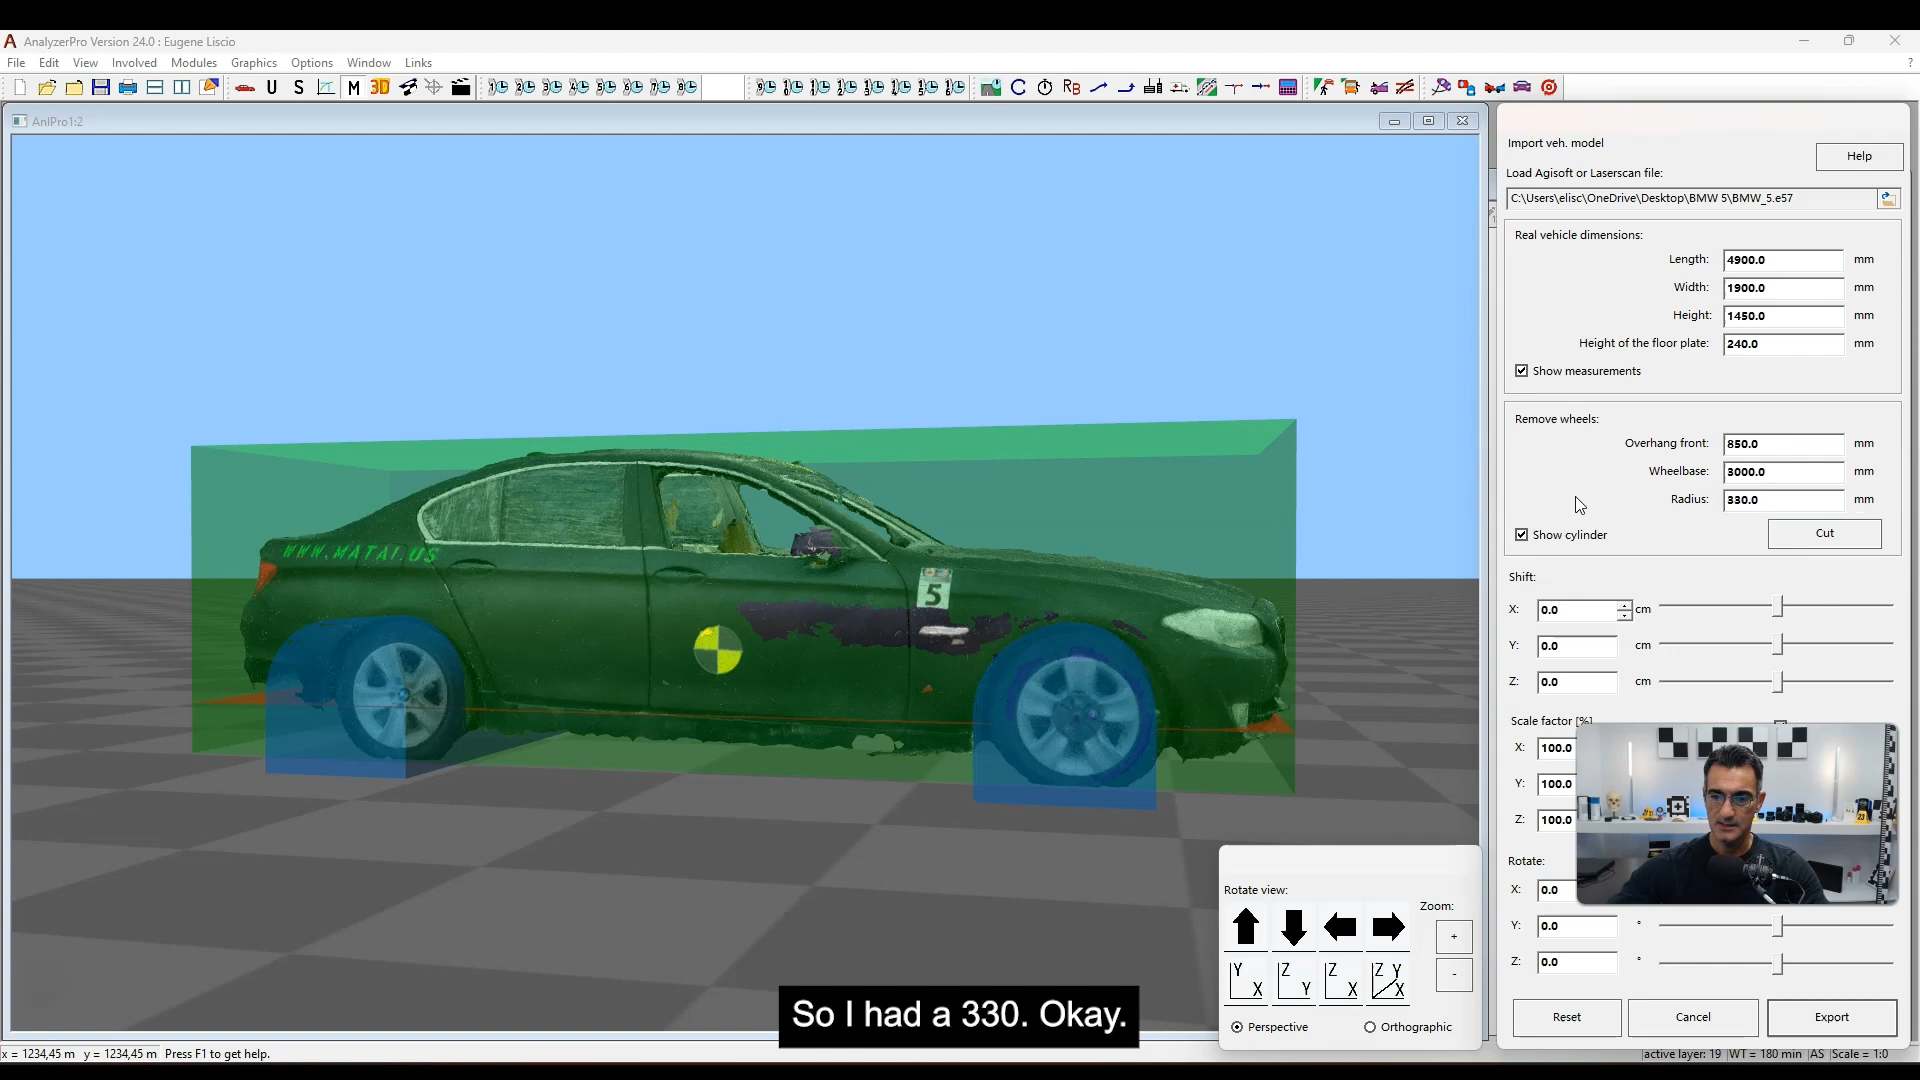 AnalyzerPro Version 24.0 : Eugene Liscio
File Edit View Involved Modules Graphics Options Window Links ?
U S M 3D
AnlPro1:2
Import veh. model
Help
Load Agisoft or Laserscan file:
C:\Users\elisc\OneDrive\Desktop\BMW 5\BMW_5.e57
Real vehicle dimensions:
Length: 4900.0 mm
Width: 1900.0 mm
Height: 1450.0 mm
Height of the floor plate: 240.0 mm
Show measurements
Remove wheels:
Overhang front: 850.0 mm
Wheelbase: 3000.0 mm
Radius: 330.0 mm
Show cylinder
Cut
Shift:
X: 0.0 cm
Y: 0.0 cm
Z: 0.0 cm
Scale factor [%]
X: 100.0
Y: 100.0
Z: 100.0
Rotate:
X: 0.0
Y: 0.0 °
Z: 0.0 °
Reset Cancel Export
WWW.MATAI.US
5
23
Rotate view:
Zoom:
+
Y X Z Y Z X Z Y X
-
Perspective Orthographic
So I had a 330. Okay.
x = 1234,45 m y = 1234,45 m Press F1 to get help.
active layer: 19 WT = 180 min AS Scale = 1:0